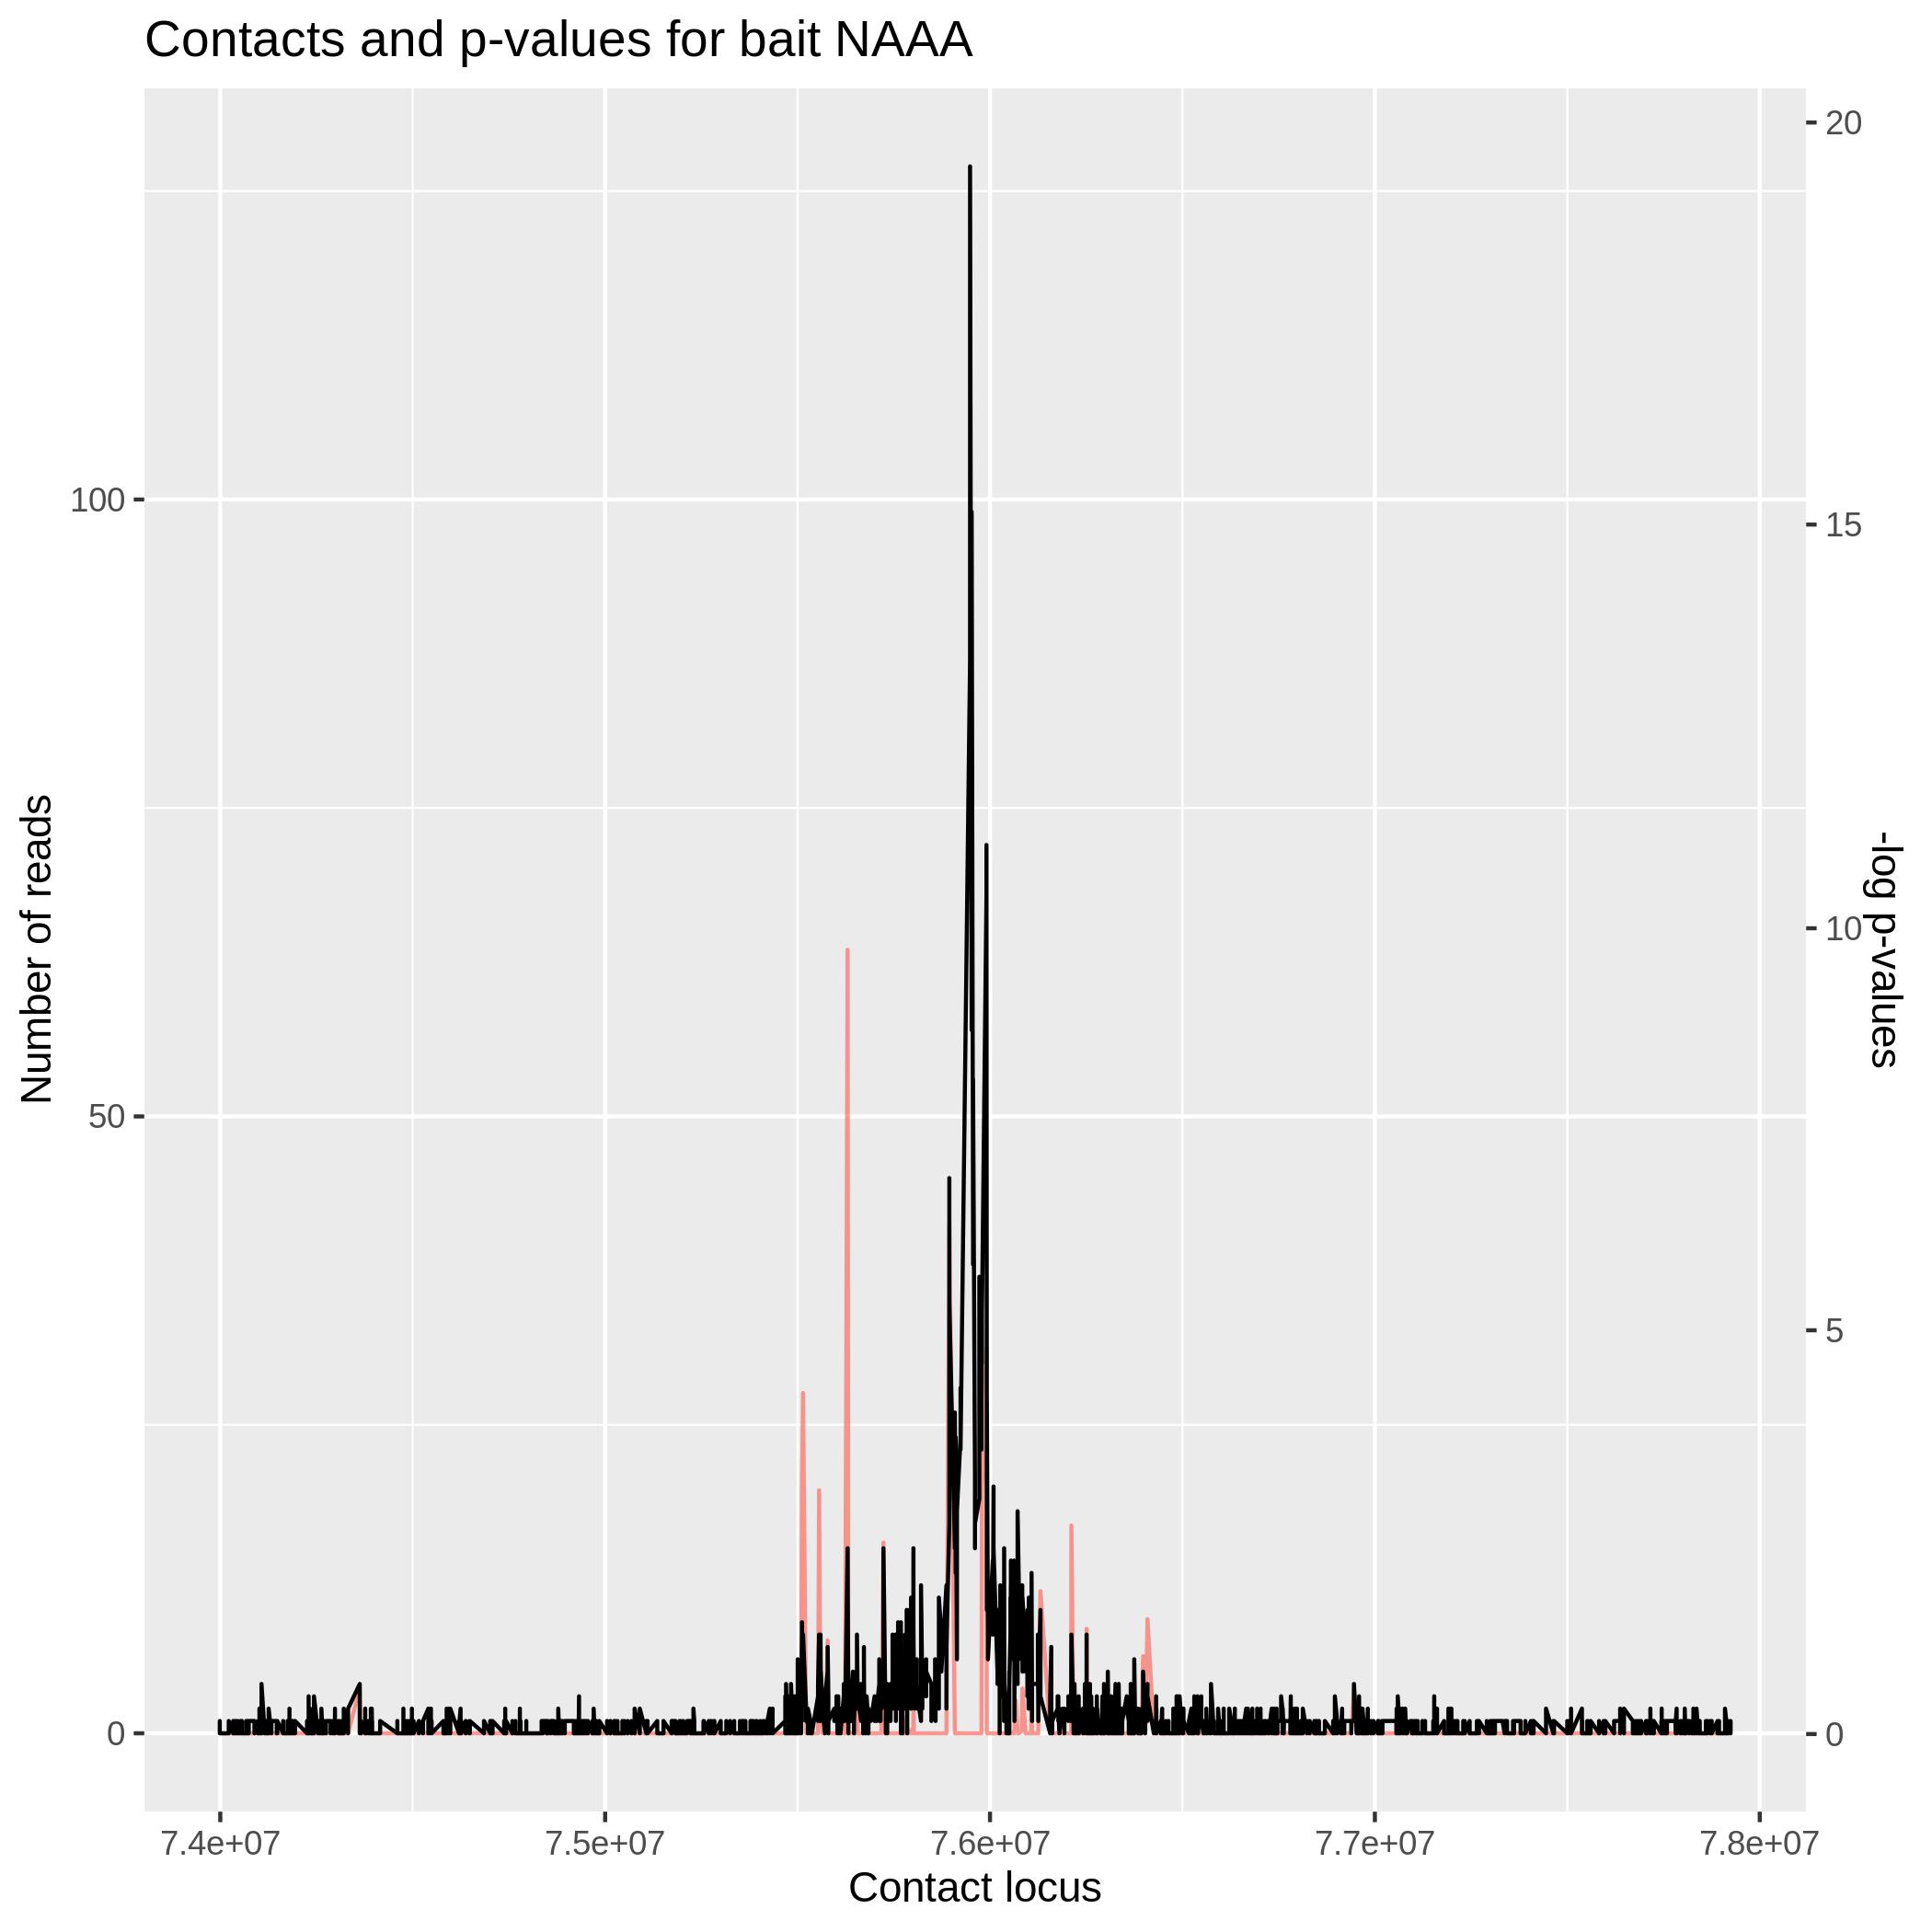 Contacts and p-values for bait NAAA
Number of reads
100
50
0
20
15
10
5
0
-log p-values
7.4e+07 7.5e+07 7.6e+07 7.7e+07 7.8e+07
Contact locus